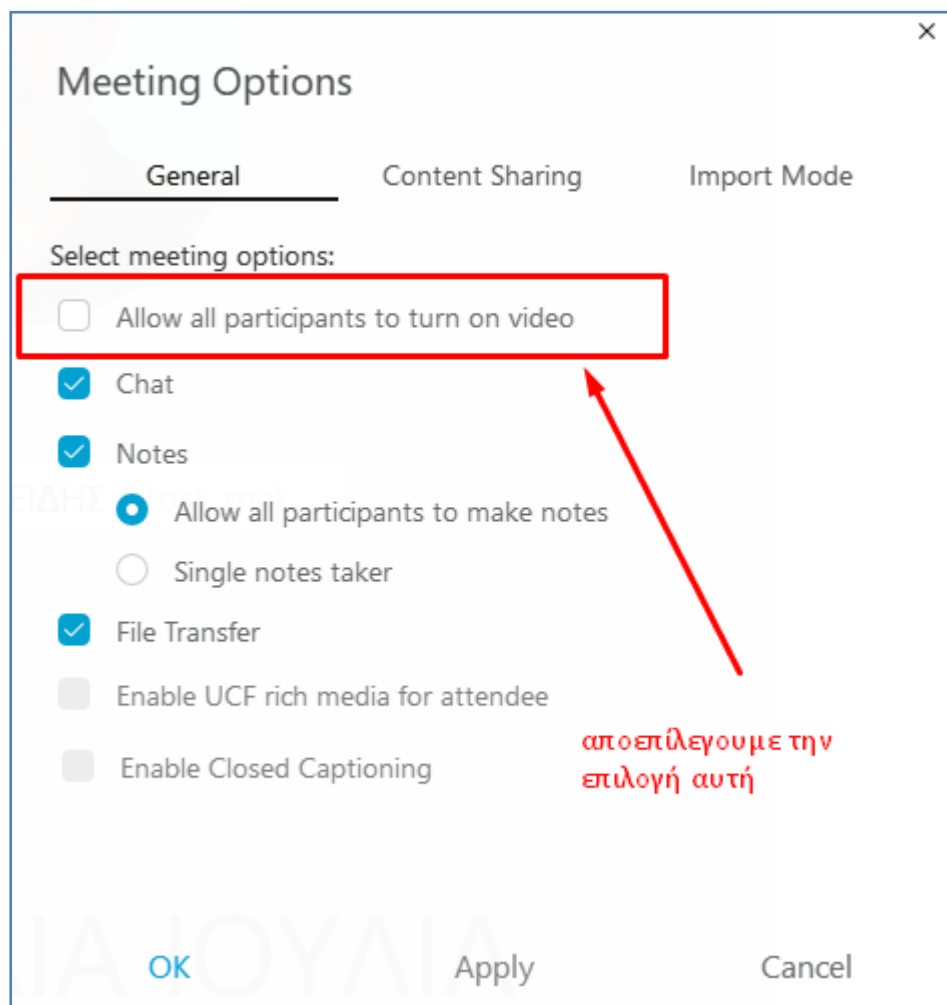 Meeting Options
General Content Sharing Import Mode
Select meeting options:
Allow all participants to turn on video
Chat
Notes
Allow all participants to make notes
Single notes taker
File Transfer
Enable UCF rich media for attendee
αποεπίλεγουμε την
επιλογή αυτή
Enable Closed Captioning
ΙΑ ΙΟΥΛΙΑ
OK Apply Cancel